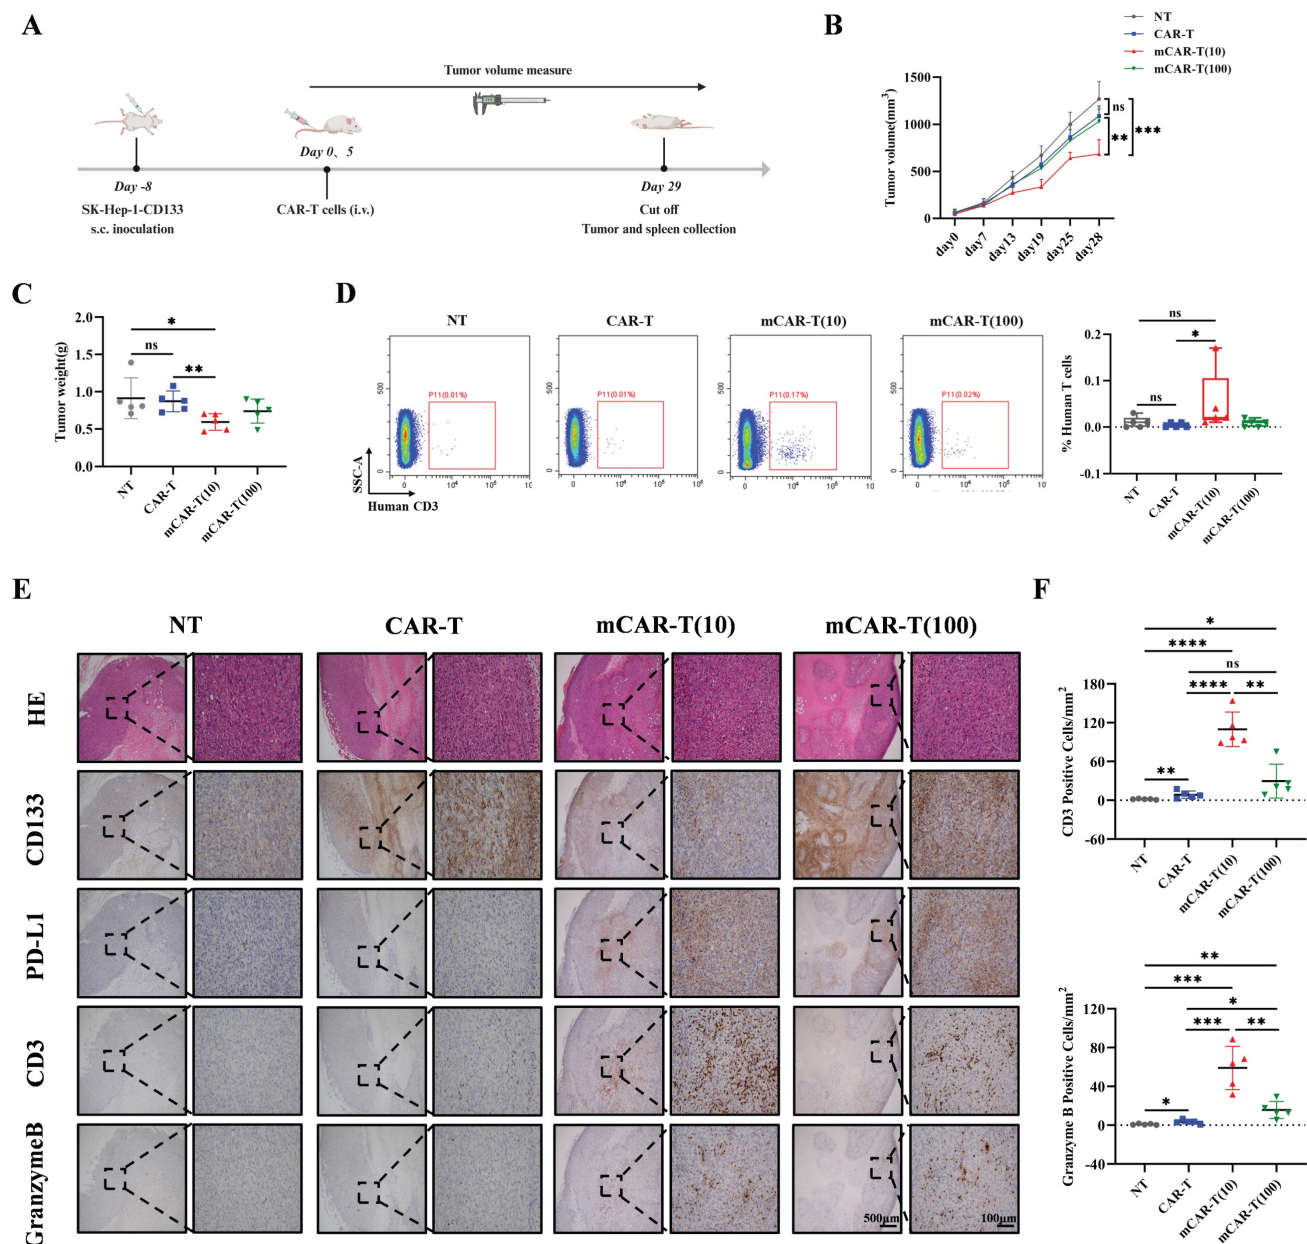 A
Tumor volume measure
Day 0、5
Day -8
SK-Hep-1-CD133
s.c. inoculation
CAR-T cells (i.v.)
Day 29
Cut off
Tumor and spleen collection
B
NT
CAR-T
mCAR-T(10)
mCAR-T(100)
Tumor volume(mm³)
1500
1000
500
0
ns
**
***
day0
day7
day13
day19
day25
day28
C
Tumor weight(g)
2.0
1.5
1.0
0.5
0.0
*
ns
**
NT
CAR-T
mCAR-T(10)
mCAR-T(100)
D
NT
CAR-T
mCAR-T(10)
mCAR-T(100)
P11(0.01%)
P11(0.01%)
P11(0.17%)
P11(0.02%)
SSC-A
Human CD3
% Human T cells
0.2
0.1
0.0
-0.1
ns
*
ns
NT
CAR-T
mCAR-T(10)
mCAR-T(100)
E
NT
CAR-T
mCAR-T(10)
mCAR-T(100)
HE
CD133
PD-L1
CD3
GranzymeB
500μm
100μm
F
CD3 Positive Cells/mm²
180
120
60
0
-60
*
****
ns
****
**
**
NT
CAR-T
mCAR-T(10)
mCAR-T(100)
Granzyme B Positive Cells/mm²
120
80
40
0
-40
**
***
*
***
**
*
NT
CAR-T
mCAR-T(10)
mCAR-T(100)